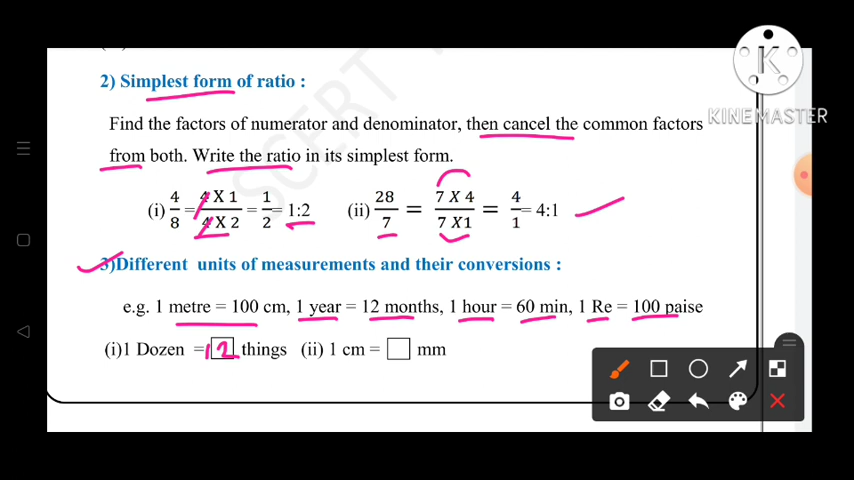 KINEMASTER
2) Simplest form of ratio :
Find the factors of numerator and denominator, then cancel the common factors
from both. Write the ratio in its simplest form.
(i) 4/8 = 4 X 1/4 X 2 = 1/2 = 1:2 (ii) 28/7 = 7 X 4/7 X1 = 4/1 = 4:1
3)Different units of measurements and their conversions :
e.g. 1 metre = 100 cm, 1 year = 12 months, 1 hour = 60 min, 1 Re = 100 paise
(i)1 Dozen = 12 things (ii) 1 cm = □ mm